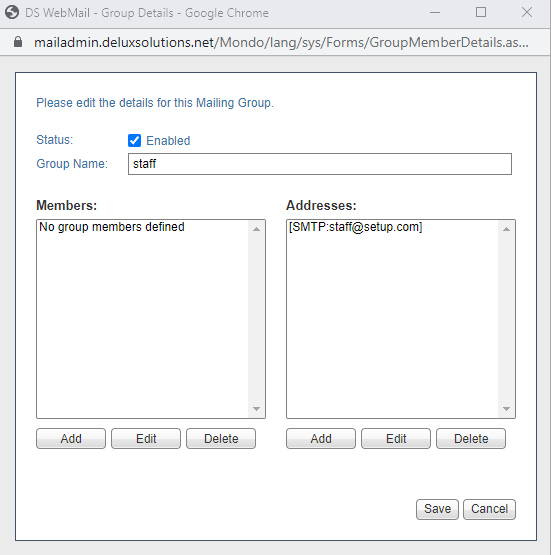 DS WebMail - Group Details - Google Chrome
mailadmin.deluxsolutions.net/Mondo/lang/sys/Forms/GroupMemberDetails.as...
Please edit the details for this Mailing Group.
Status: Enabled
Group Name: staff
Members: Addresses:
No group members defined [SMTP:staff@setup.com]
Add Edit Delete Add Edit Delete
Save Cancel